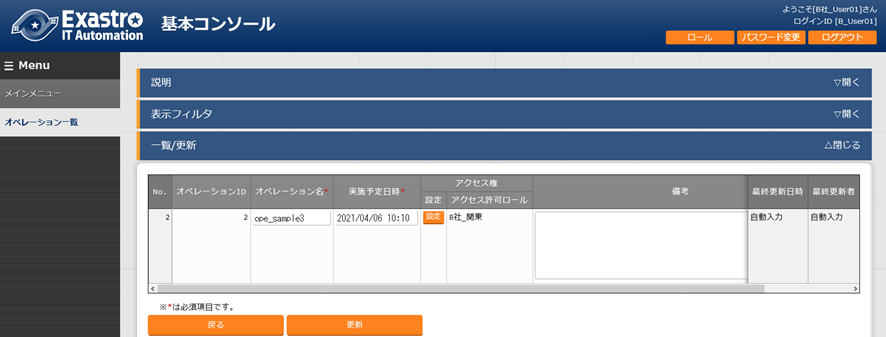 Exastro
IT Automation
基本コンソール
ようこそ[B社_User01]さん
ログインID [B_User01]
ロール パスワード変更 ログアウト
☰ Menu
メインメニュー
オペレーション一覧
説明 ▽開く
表示フィルタ ▽開く
一覧/更新 △閉じる
No. オペレーションID オペレーション名* 実施予定日時* アクセス権 備考 最終更新日時 最終更新者
設定 アクセス許可ロール
2 2 ope_sample3 2021/04/06 10:10 設定 B社_関東 自動入力 自動入力
※*は必須項目です。
戻る 更新